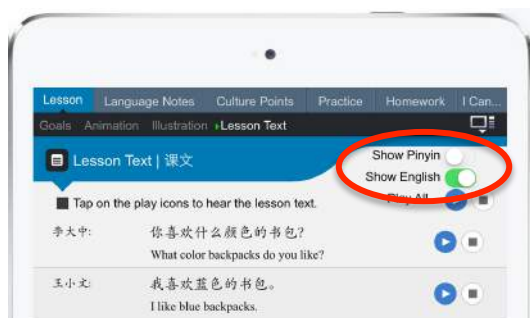 Lesson Language Notes Culture Points Practice Homework I Can...
Goals Animation Illustration Lesson Text
Lesson Text | 课文
Show Pinyin
Show English
Play All
Tap on the play icons to hear the lesson text.
李大中: 你喜欢什么颜色的书包?
What color backpacks do you like?
王小文: 我喜欢蓝色的书包。
I like blue backpacks.